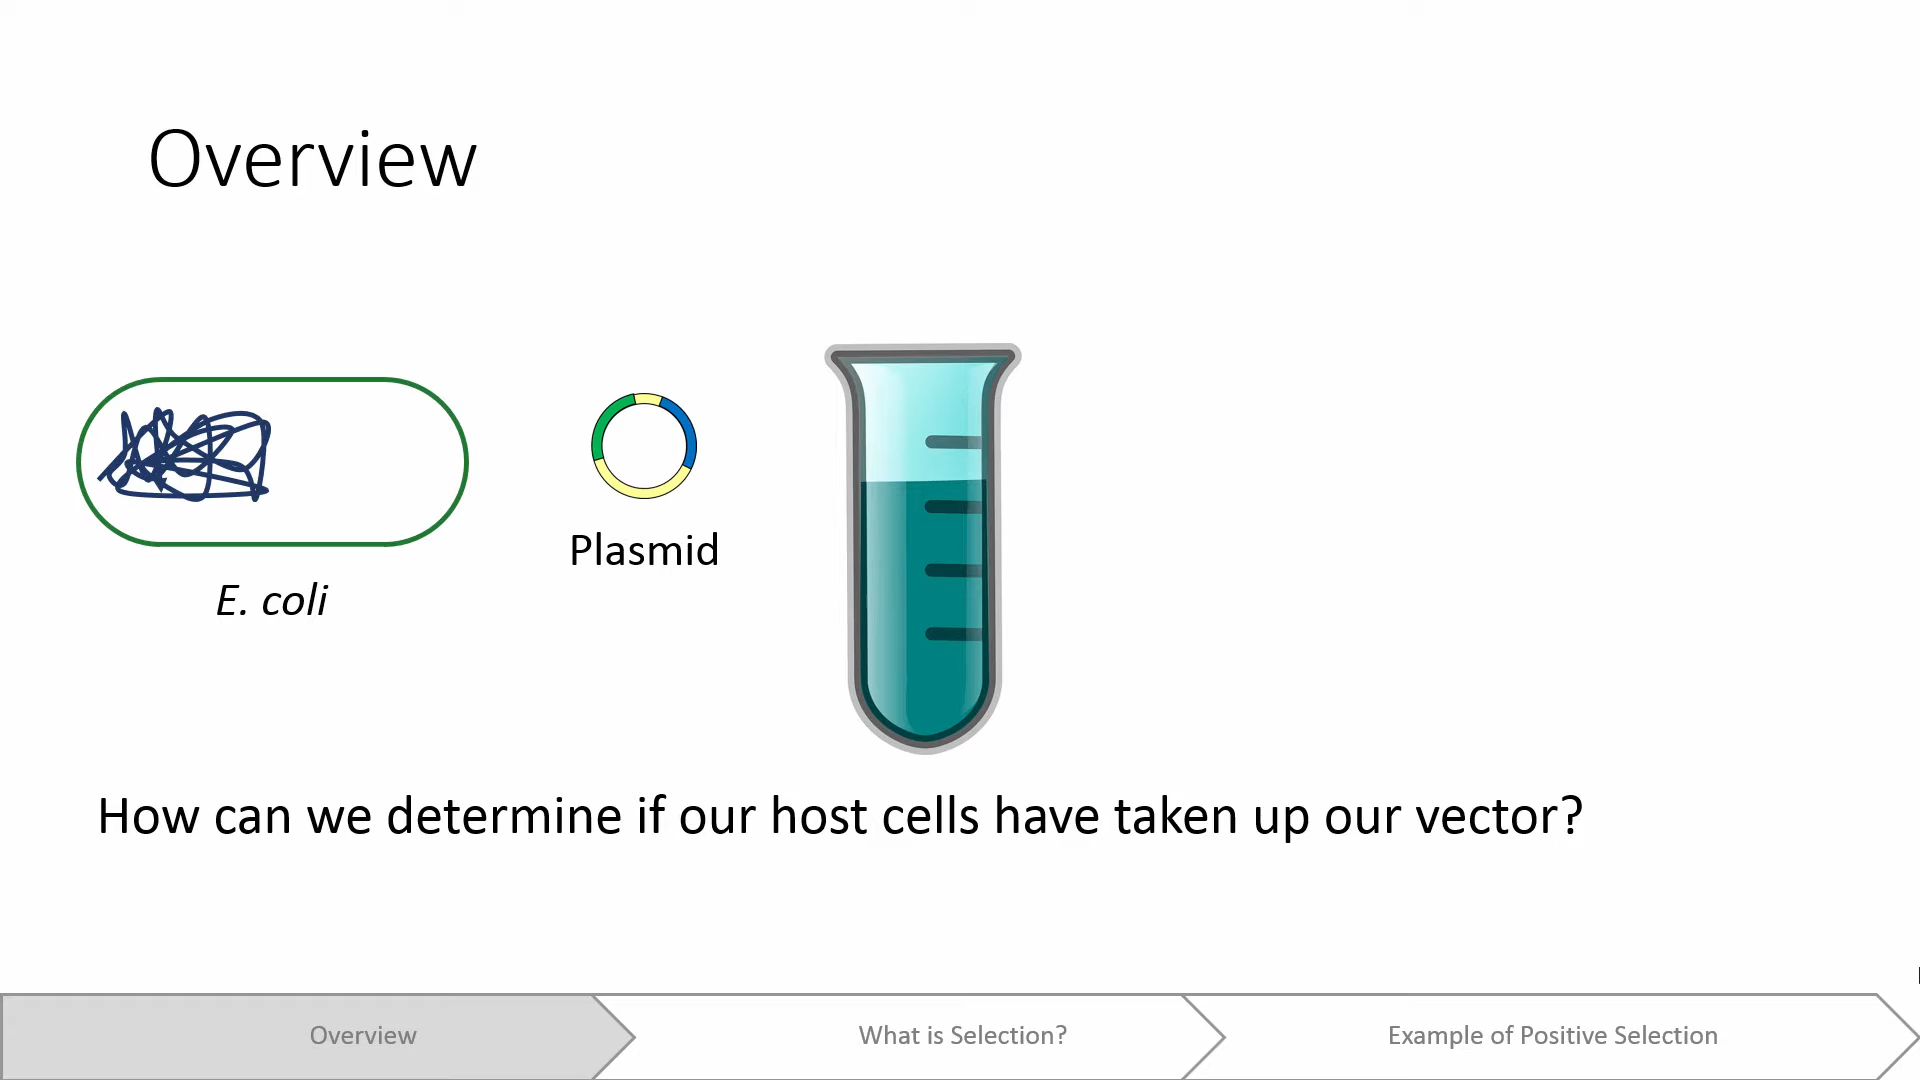 Overview
Plasmid
E. coli
How can we determine if our host cells have taken up our vector?
Overview
What is Selection?
Example of Positive Selection